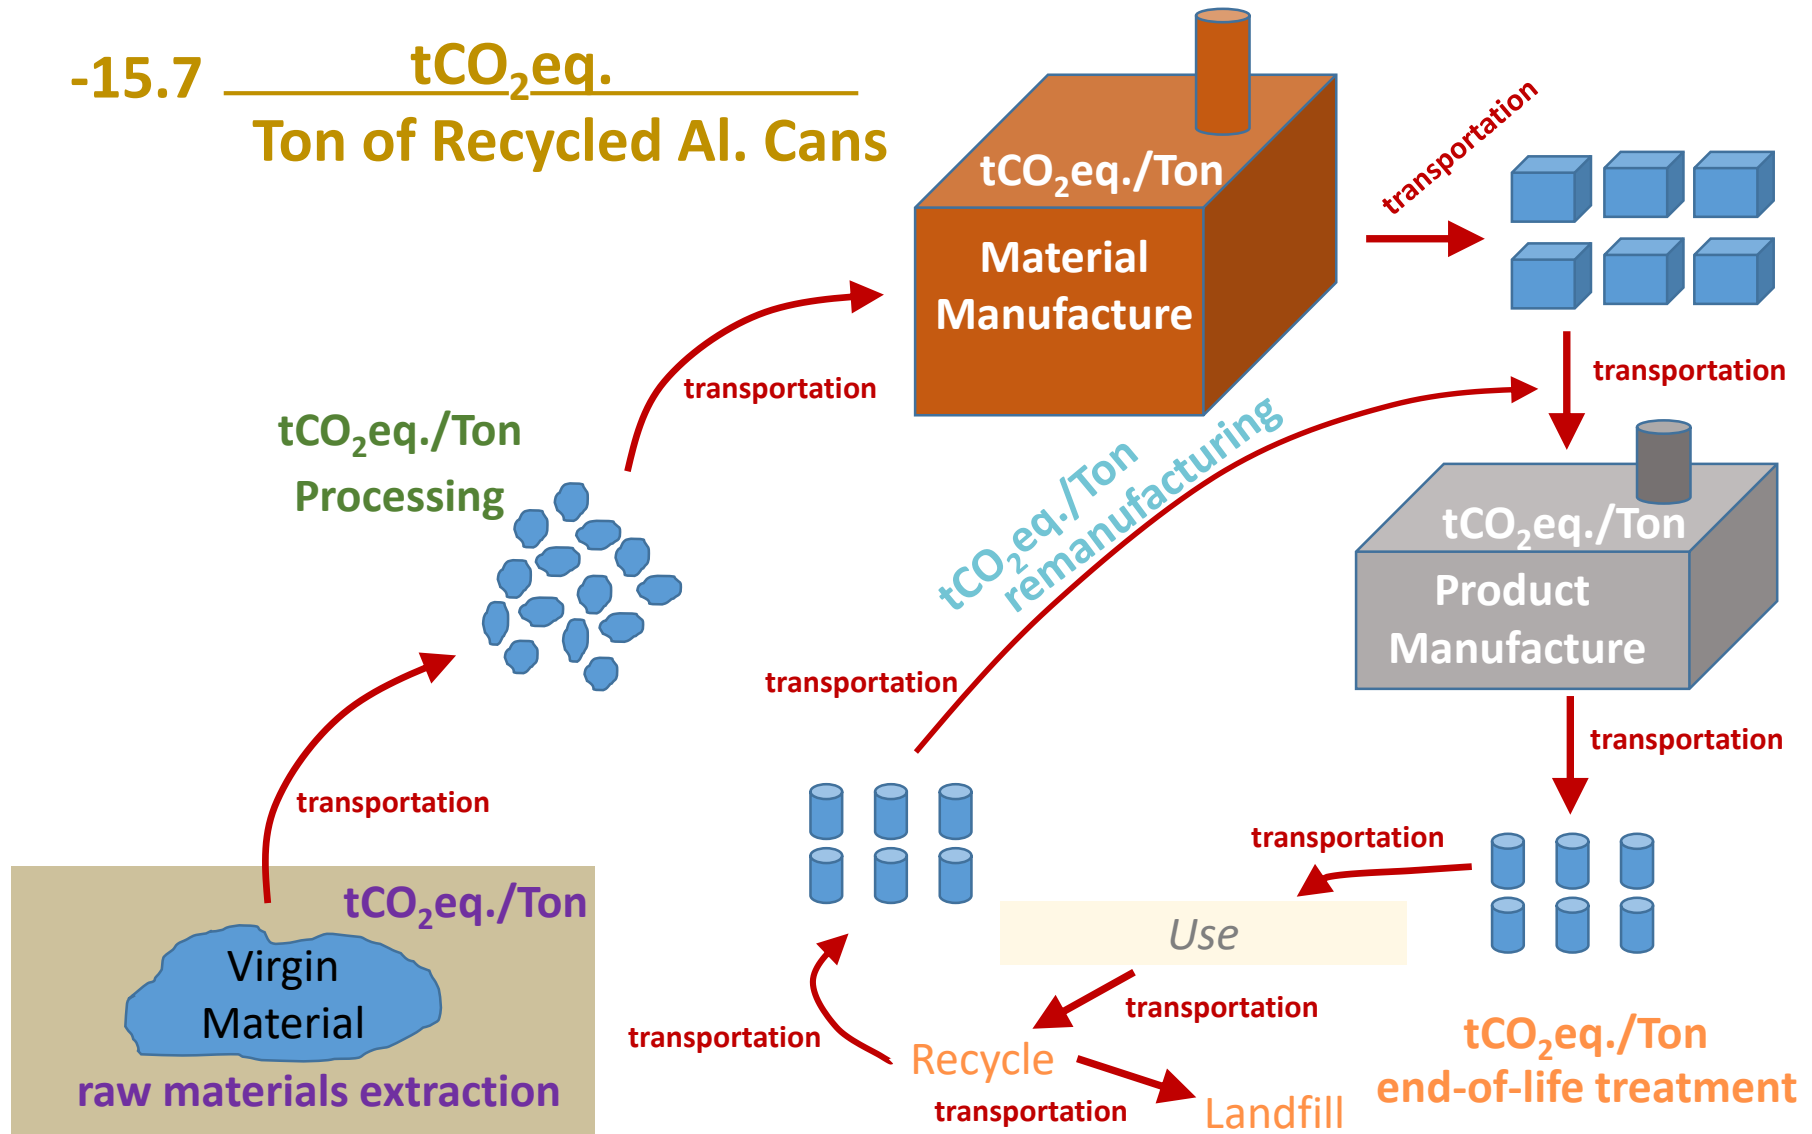 -15.7 tCO₂eq.
Ton of Recycled Al. Cans
tCO₂eq./Ton
Material
Manufacture
transportation
transportation
transportation
tCO₂eq./Ton
Processing
tCO₂eq./Ton
remanufacturing
tCO₂eq./Ton
Product
Manufacture
transportation
transportation
transportation
transportation
tCO₂eq./Ton
Virgin
Material
raw materials extraction
Use
transportation
transportation
Recycle
transportation
Landfill
tCO₂eq./Ton
end-of-life treatment